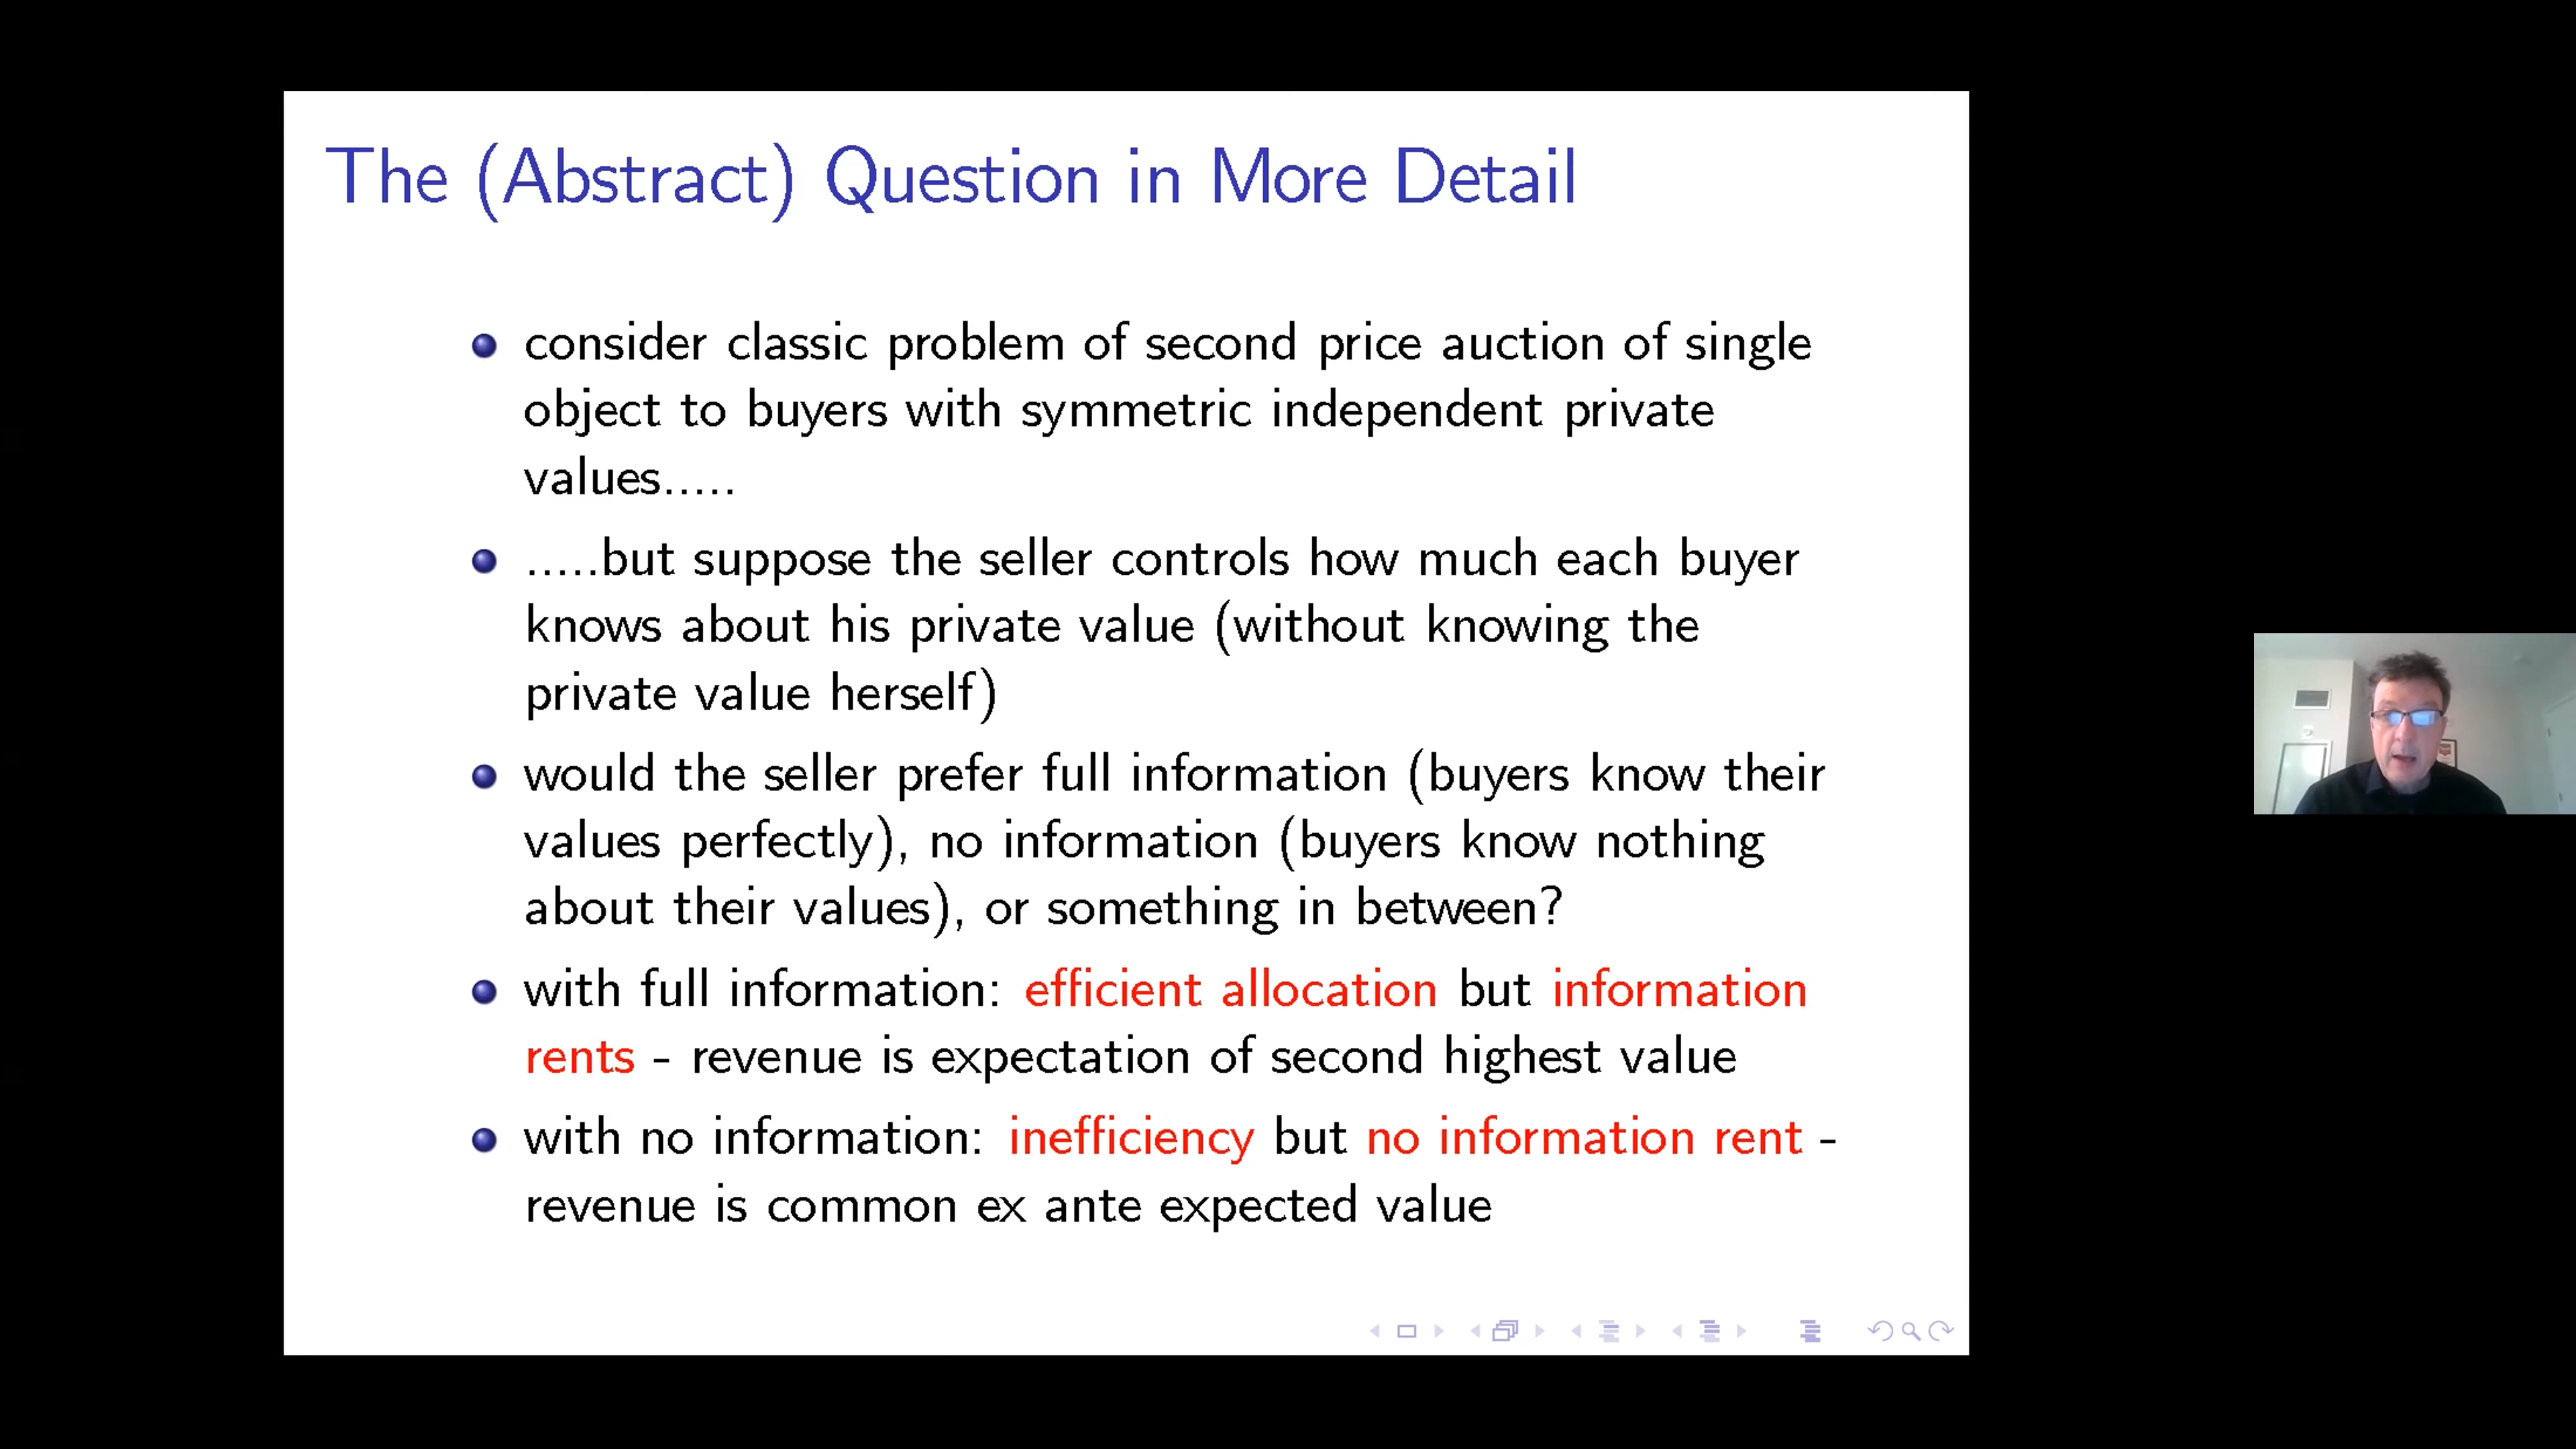 The (Abstract) Question in More Detail
consider classic problem of second price auction of single
object to buyers with symmetric independent private
values.....
.....but suppose the seller controls how much each buyer
knows about his private value (without knowing the
private value herself)
would the seller prefer full information (buyers know their
values perfectly), no information (buyers know nothing
about their values), or something in between?
with full information: efficient allocation but information
rents - revenue is expectation of second highest value
with no information: inefficiency but no information rent -
revenue is common ex ante expected value